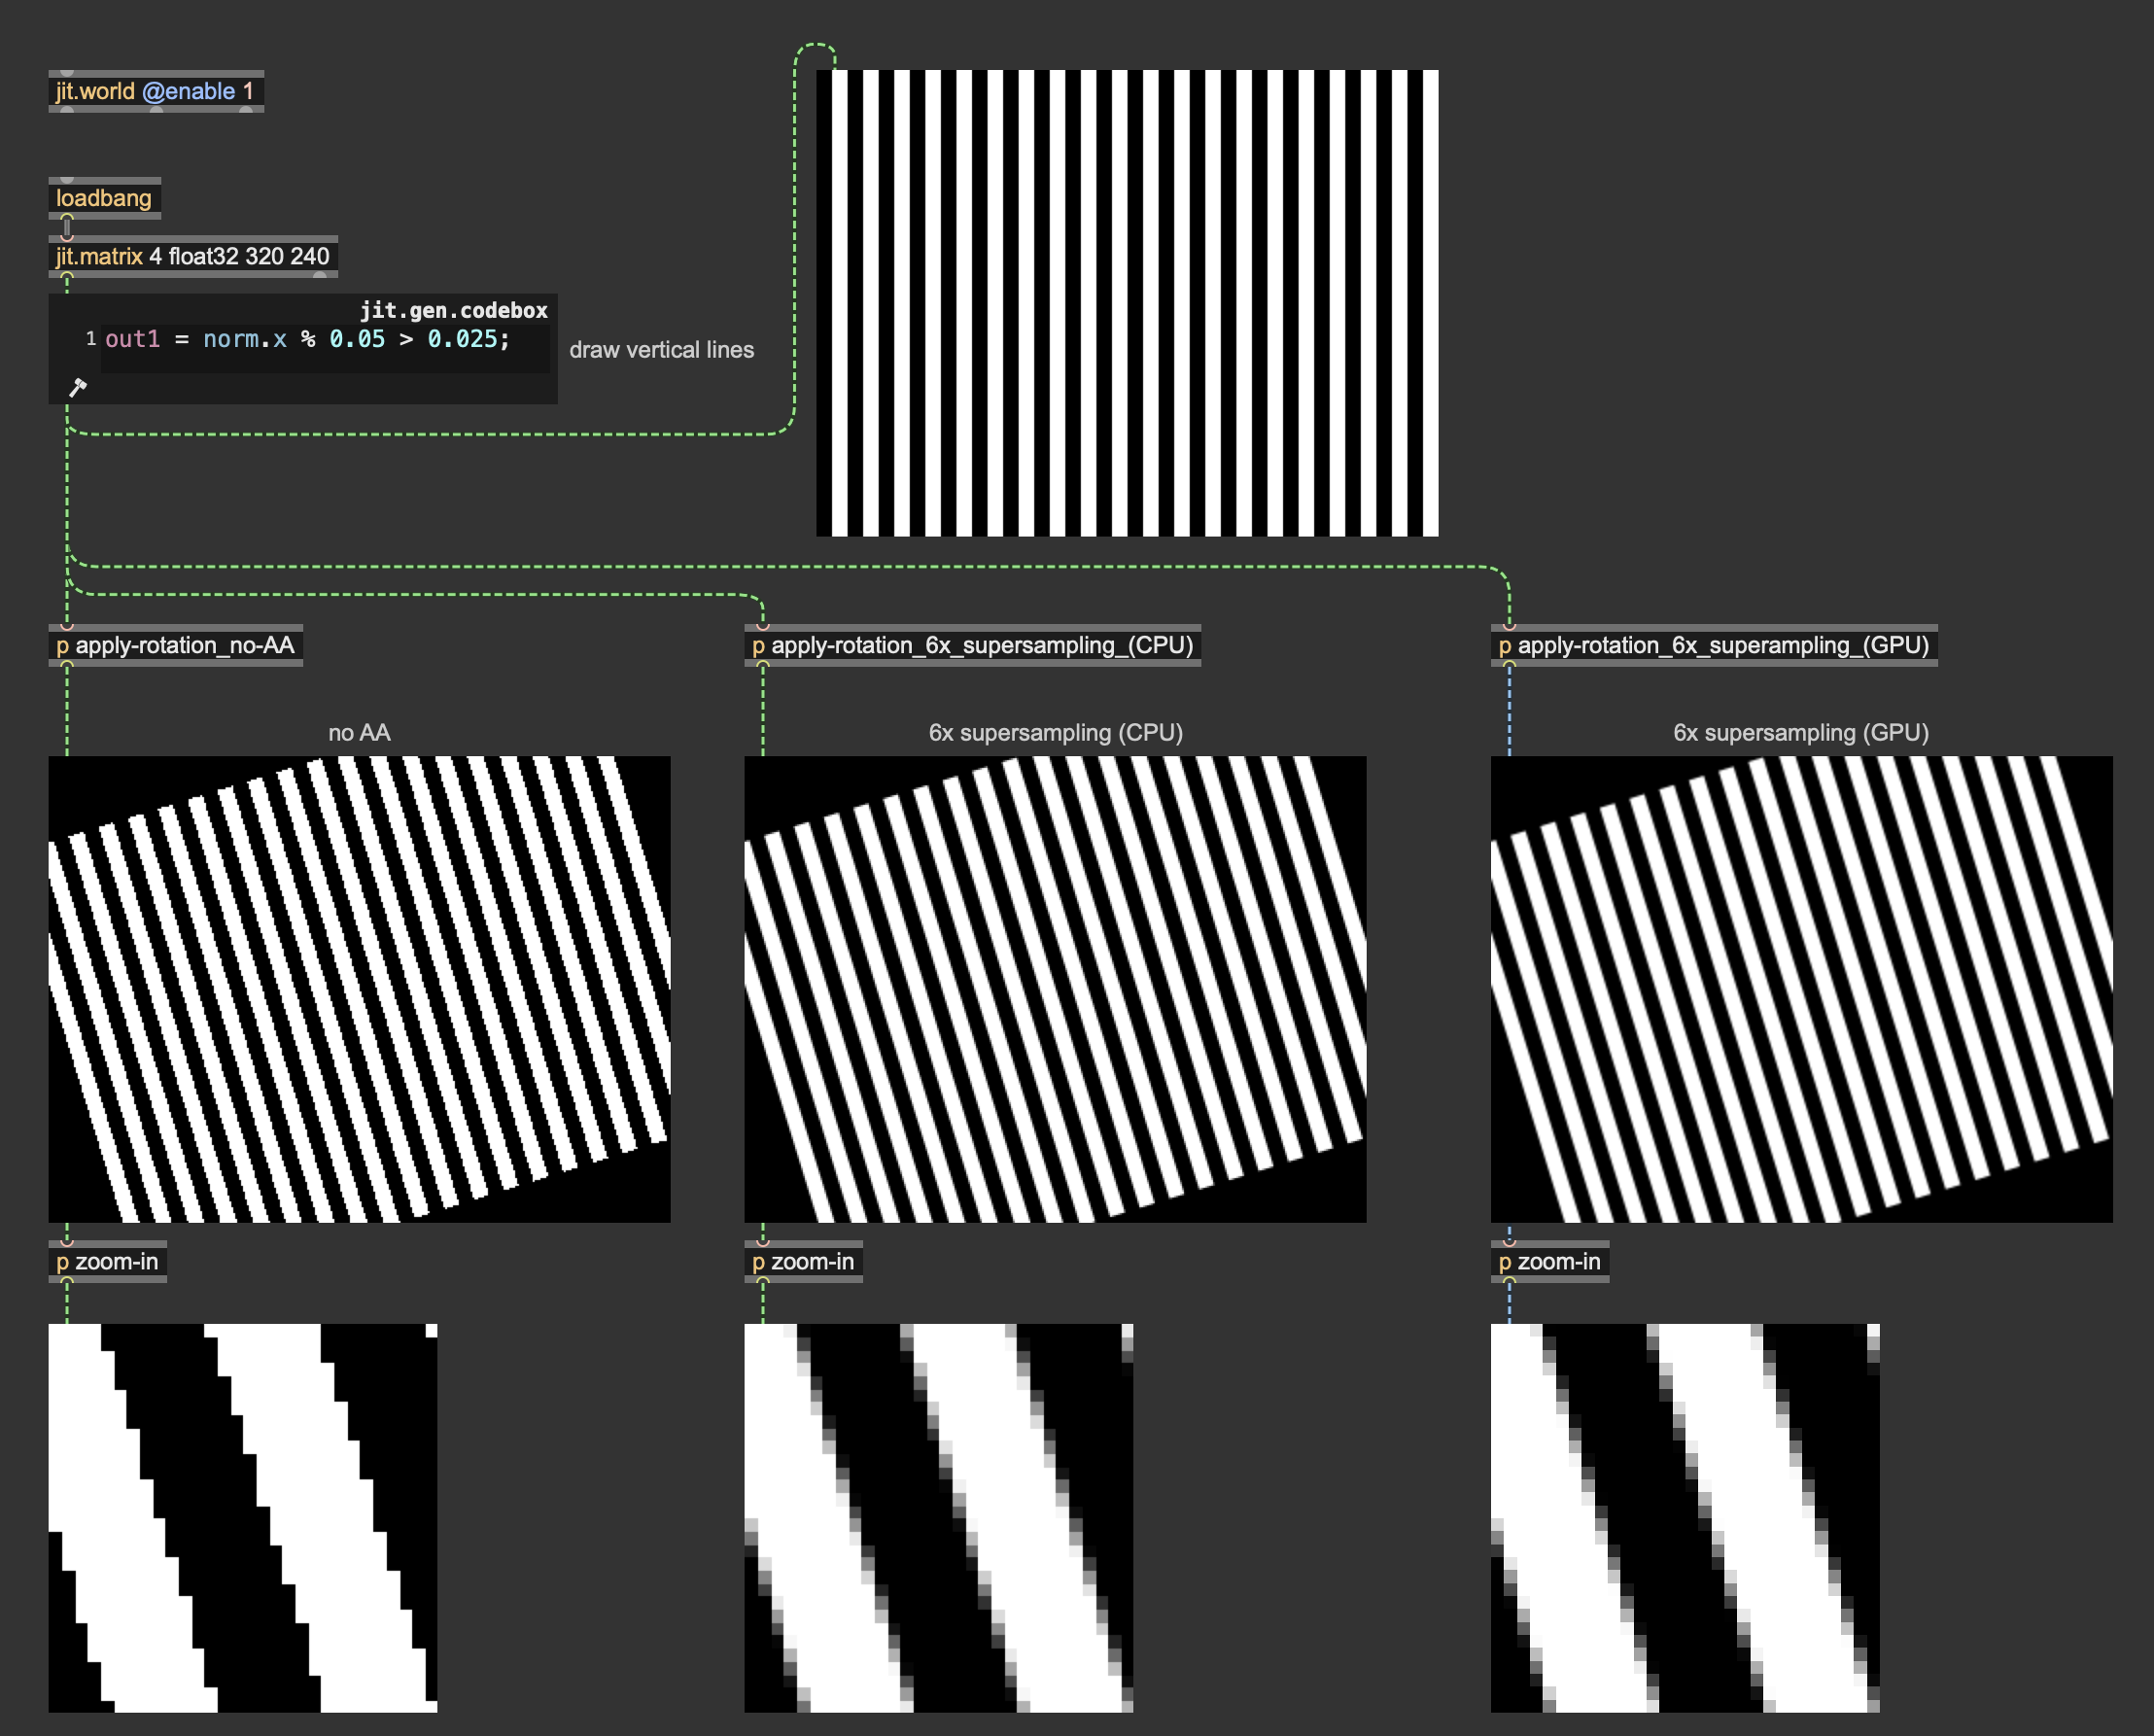 jit.world @enable 1
loadbang
jit.matrix 4 float32 320 240
jit.gen.codebox
1 out1 = norm.x % 0.05 > 0.025;
draw vertical lines
p apply-rotation_no-AA
p apply-rotation_6x_supersampling_(CPU)
p apply-rotation_6x_superampling_(GPU)
no AA
6x supersampling (CPU)
6x supersampling (GPU)
p zoom-in
p zoom-in
p zoom-in